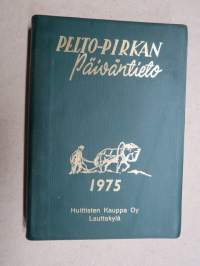 PELTO-PIRKAN
Päiväntieto
1975
Huittisten Kauppa Oy
Lauttakylä